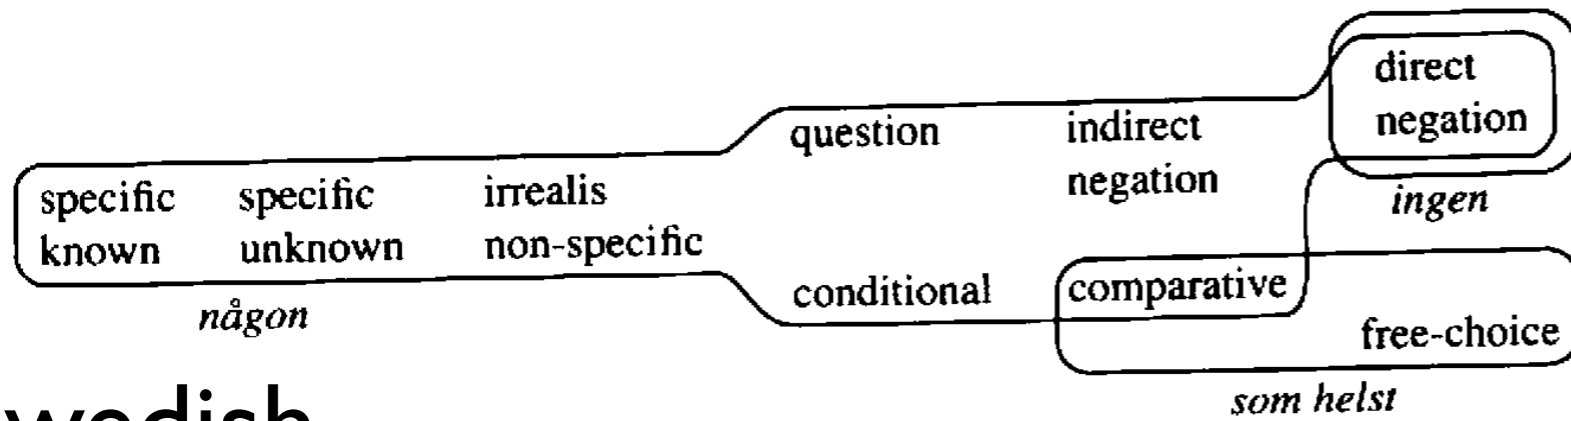 direct
negation
question
indirect
negation
specific
known
specific
unknown
irrealis
non-specific
ingen
conditional
comparative
free-choice
någon
som helst